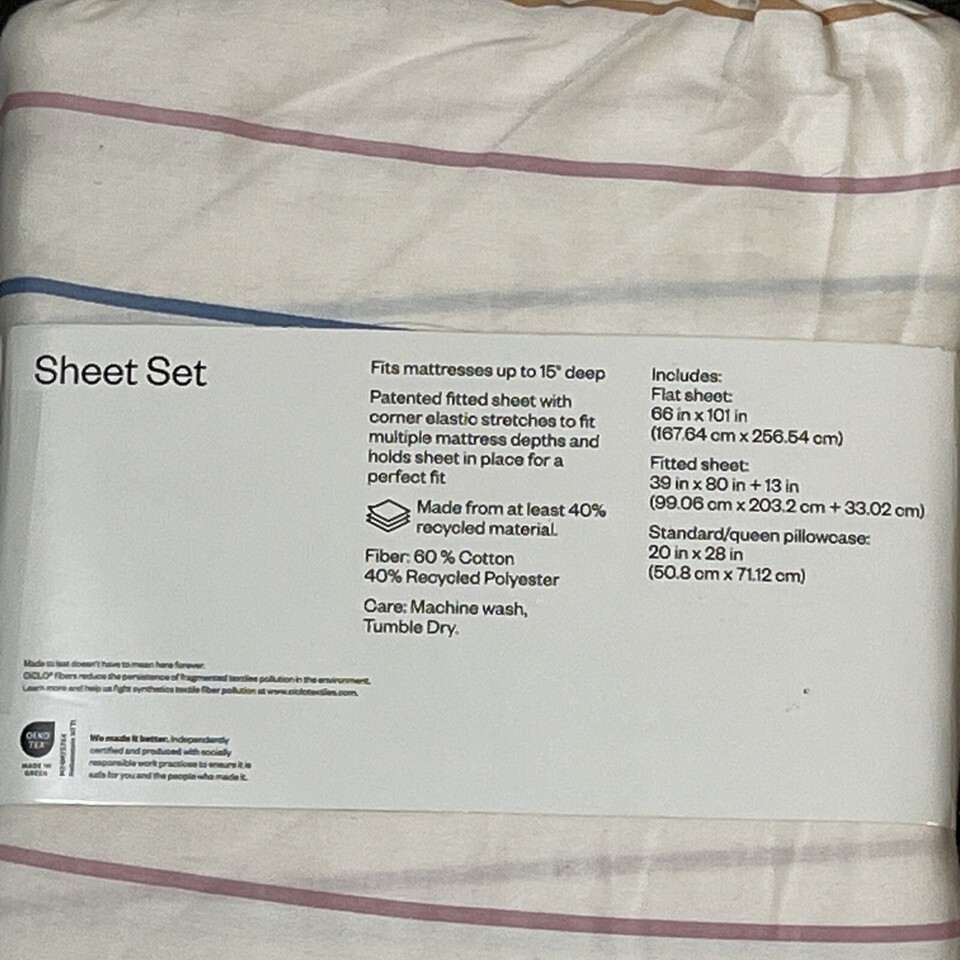 Sheet Set
Fits mattresses up to 15" deep
Patented fitted sheet with
corner elastic stretches to fit
multiple mattress depths and
holds sheet in place for a
perfect fit
Made from at least 40%
recycled material.
Fiber: 60 % Cotton
40% Recycled Polyester
Care: Machine wash,
Tumble Dry.
Includes:
Flat sheet:
66 in x 101 in
(167.64 cm x 256.54 cm)
Fitted sheet:
39 in x 80 in + 13 in
(99.06 cm x 203.2 cm + 33.02 cm)
Standard/queen pillowcase:
20 in x 28 in
(50.8 cm x 71.12 cm)
Made to last doesn't have to mean here forever.
CiCLO® fibers reduce the persistence of fragmented textiles pollution in the environment.
Learn more and help us fight synthetics textile fiber pollution at www.ciclotextiles.com.
OEKO
TEX
MADE IN
GREEN
We made it better. Independently
certified and produced with socially
responsible work practices to ensure it is
safe for you and the people who made it.